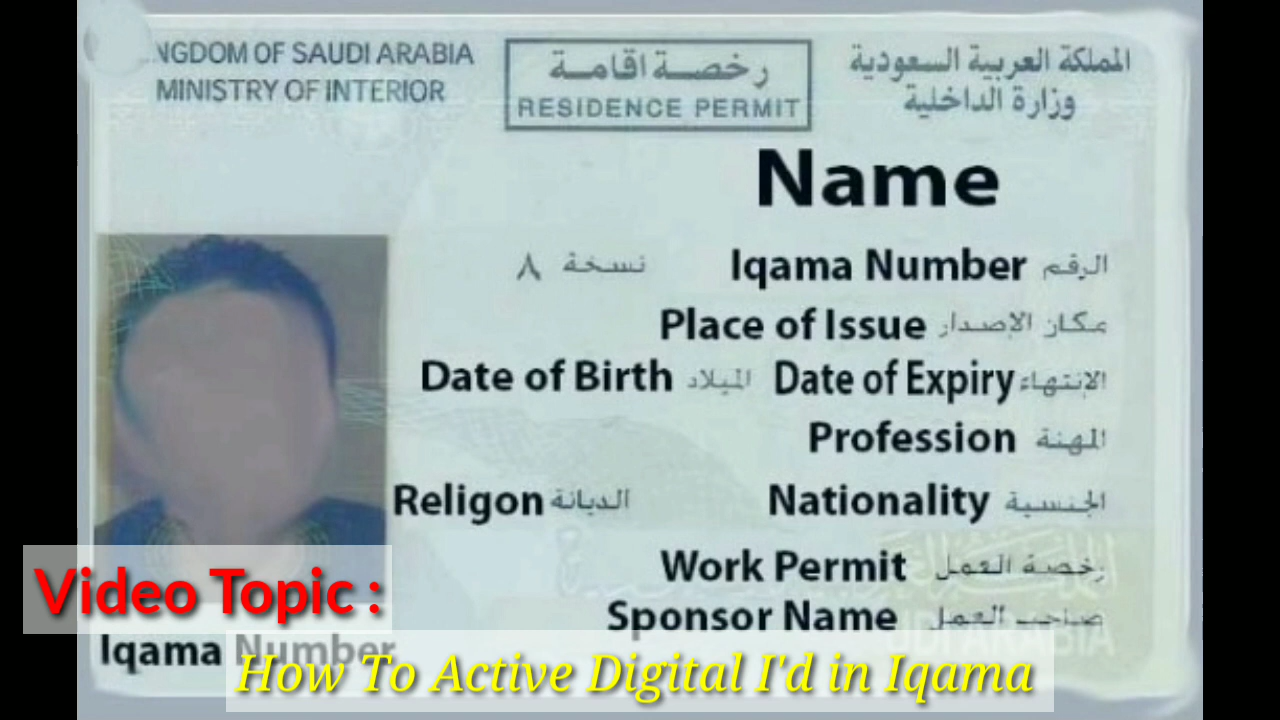 NGDOM OF SAUDI ARABIA
MINISTRY OF INTERIOR
رخصة اقامة
RESIDENCE PERMIT
المملكة العربية السعودية
وزارة الداخلية
Name
نسخة ٨
Iqama Number الرقم
Place of Issue مكان الإصدار
Date of Birth الميلاد Date of Expiry الإنتهاء
Profession المهنة
Religon الديانة Nationality الجنسية
Work Permit رخصة العمل
Sponsor Name صاحب العمل
Video Topic :
Iqama Number
How To Active Digital I'd in Iqama